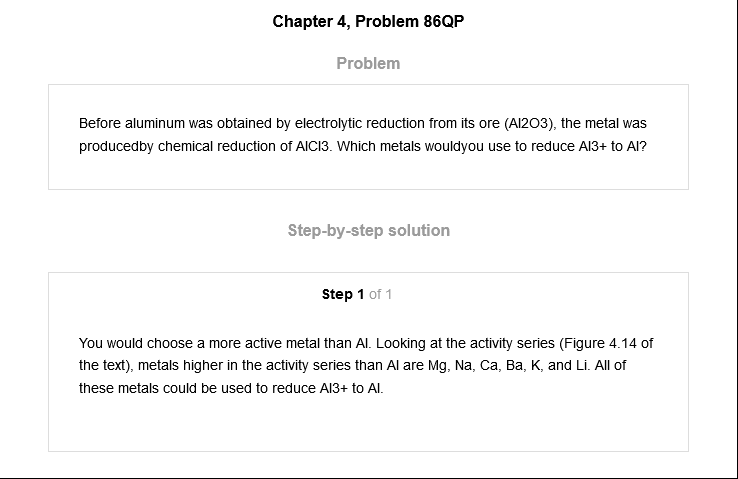 Chapter 4, Problem 86QP
Problem
Before aluminum was obtained by electrolytic reduction from its ore (Al2O3), the metal was
producedby chemical reduction of AlCl3. Which metals wouldyou use to reduce Al3+ to Al?
Step-by-step solution
Step 1 of 1
You would choose a more active metal than Al. Looking at the activity series (Figure 4.14 of
the text), metals higher in the activity series than Al are Mg, Na, Ca, Ba, K, and Li. All of
these metals could be used to reduce Al3+ to Al.